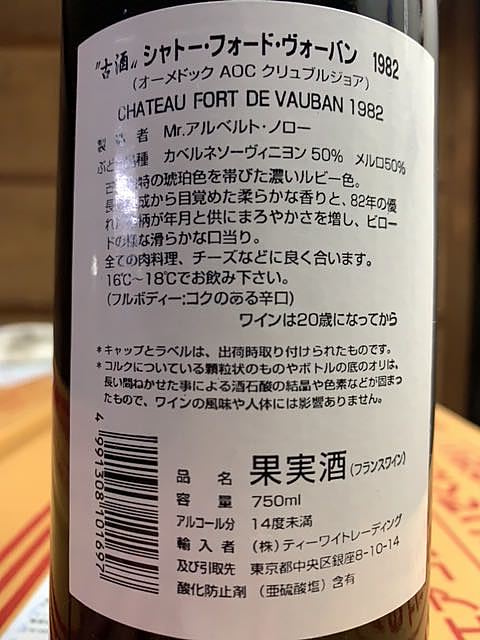 "古酒" シャトー・フォード・ヴォーバン 1982
(オーメドック AOC クリュブルジョア)
CHATEAU FORT DE VAUBAN 1982
製 者 Mr.アルベルト・ノロー
ぶど 種 カベルネソーヴィニヨン 50% メルロ50%
特の琥珀色を帯びた濃いルビー色。
成から目覚めた柔らかな香りと、82年の優
れ 柄が年月と供にまろやかさを増し、ビロー
ドの様な滑らかな口当り。
全ての肉料理、チーズなどに良く合います。
16℃~18℃でお飲み下さい。
(フルボディー:コクのある辛口)
ワインは20歳になってから
*キャップとラベルは、出荷時取り付けられたものです。
*コルクについている顆粒状のものやボトルの底のオリは、
長い間ねかせた事による酒石酸の結晶や色素などが固まっ
たもので、ワインの風味や人体には影響ありません。
4 991308 101697
品名 果実酒(フランスワイン)
容量 750ml
アルコール分 14度未満
輸入者 (株)ティーワイトレーディング
及び引取先 東京都中央区銀座8-10-14
酸化防止剤 (亜硫酸塩)含有